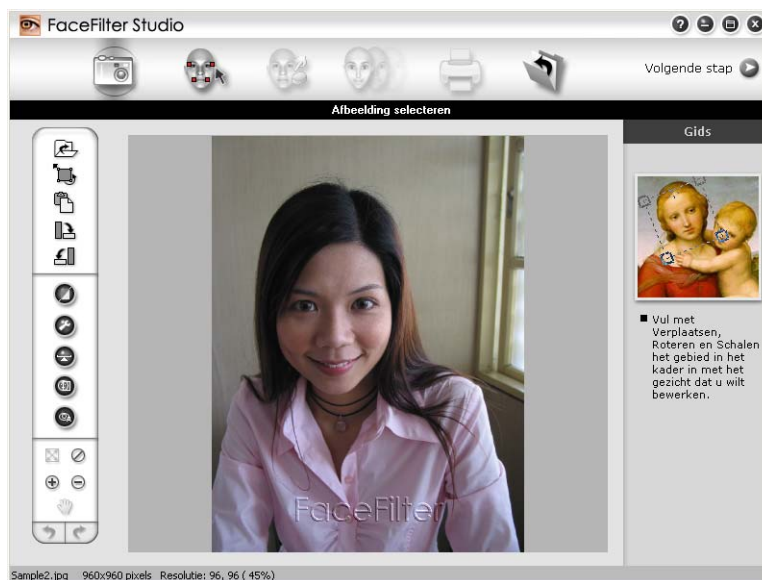 FaceFilter Studio
Volgende stap
Afbeelding selecteren
Gids
Vul met
Verplaatsen,
Roteren en Schalen
het gebied in het
kader in met het
gezicht dat u wilt
bewerken.
FaceFilter
Sample2.jpg 960x960 pixels Resolutie: 96, 96 ( 45%)